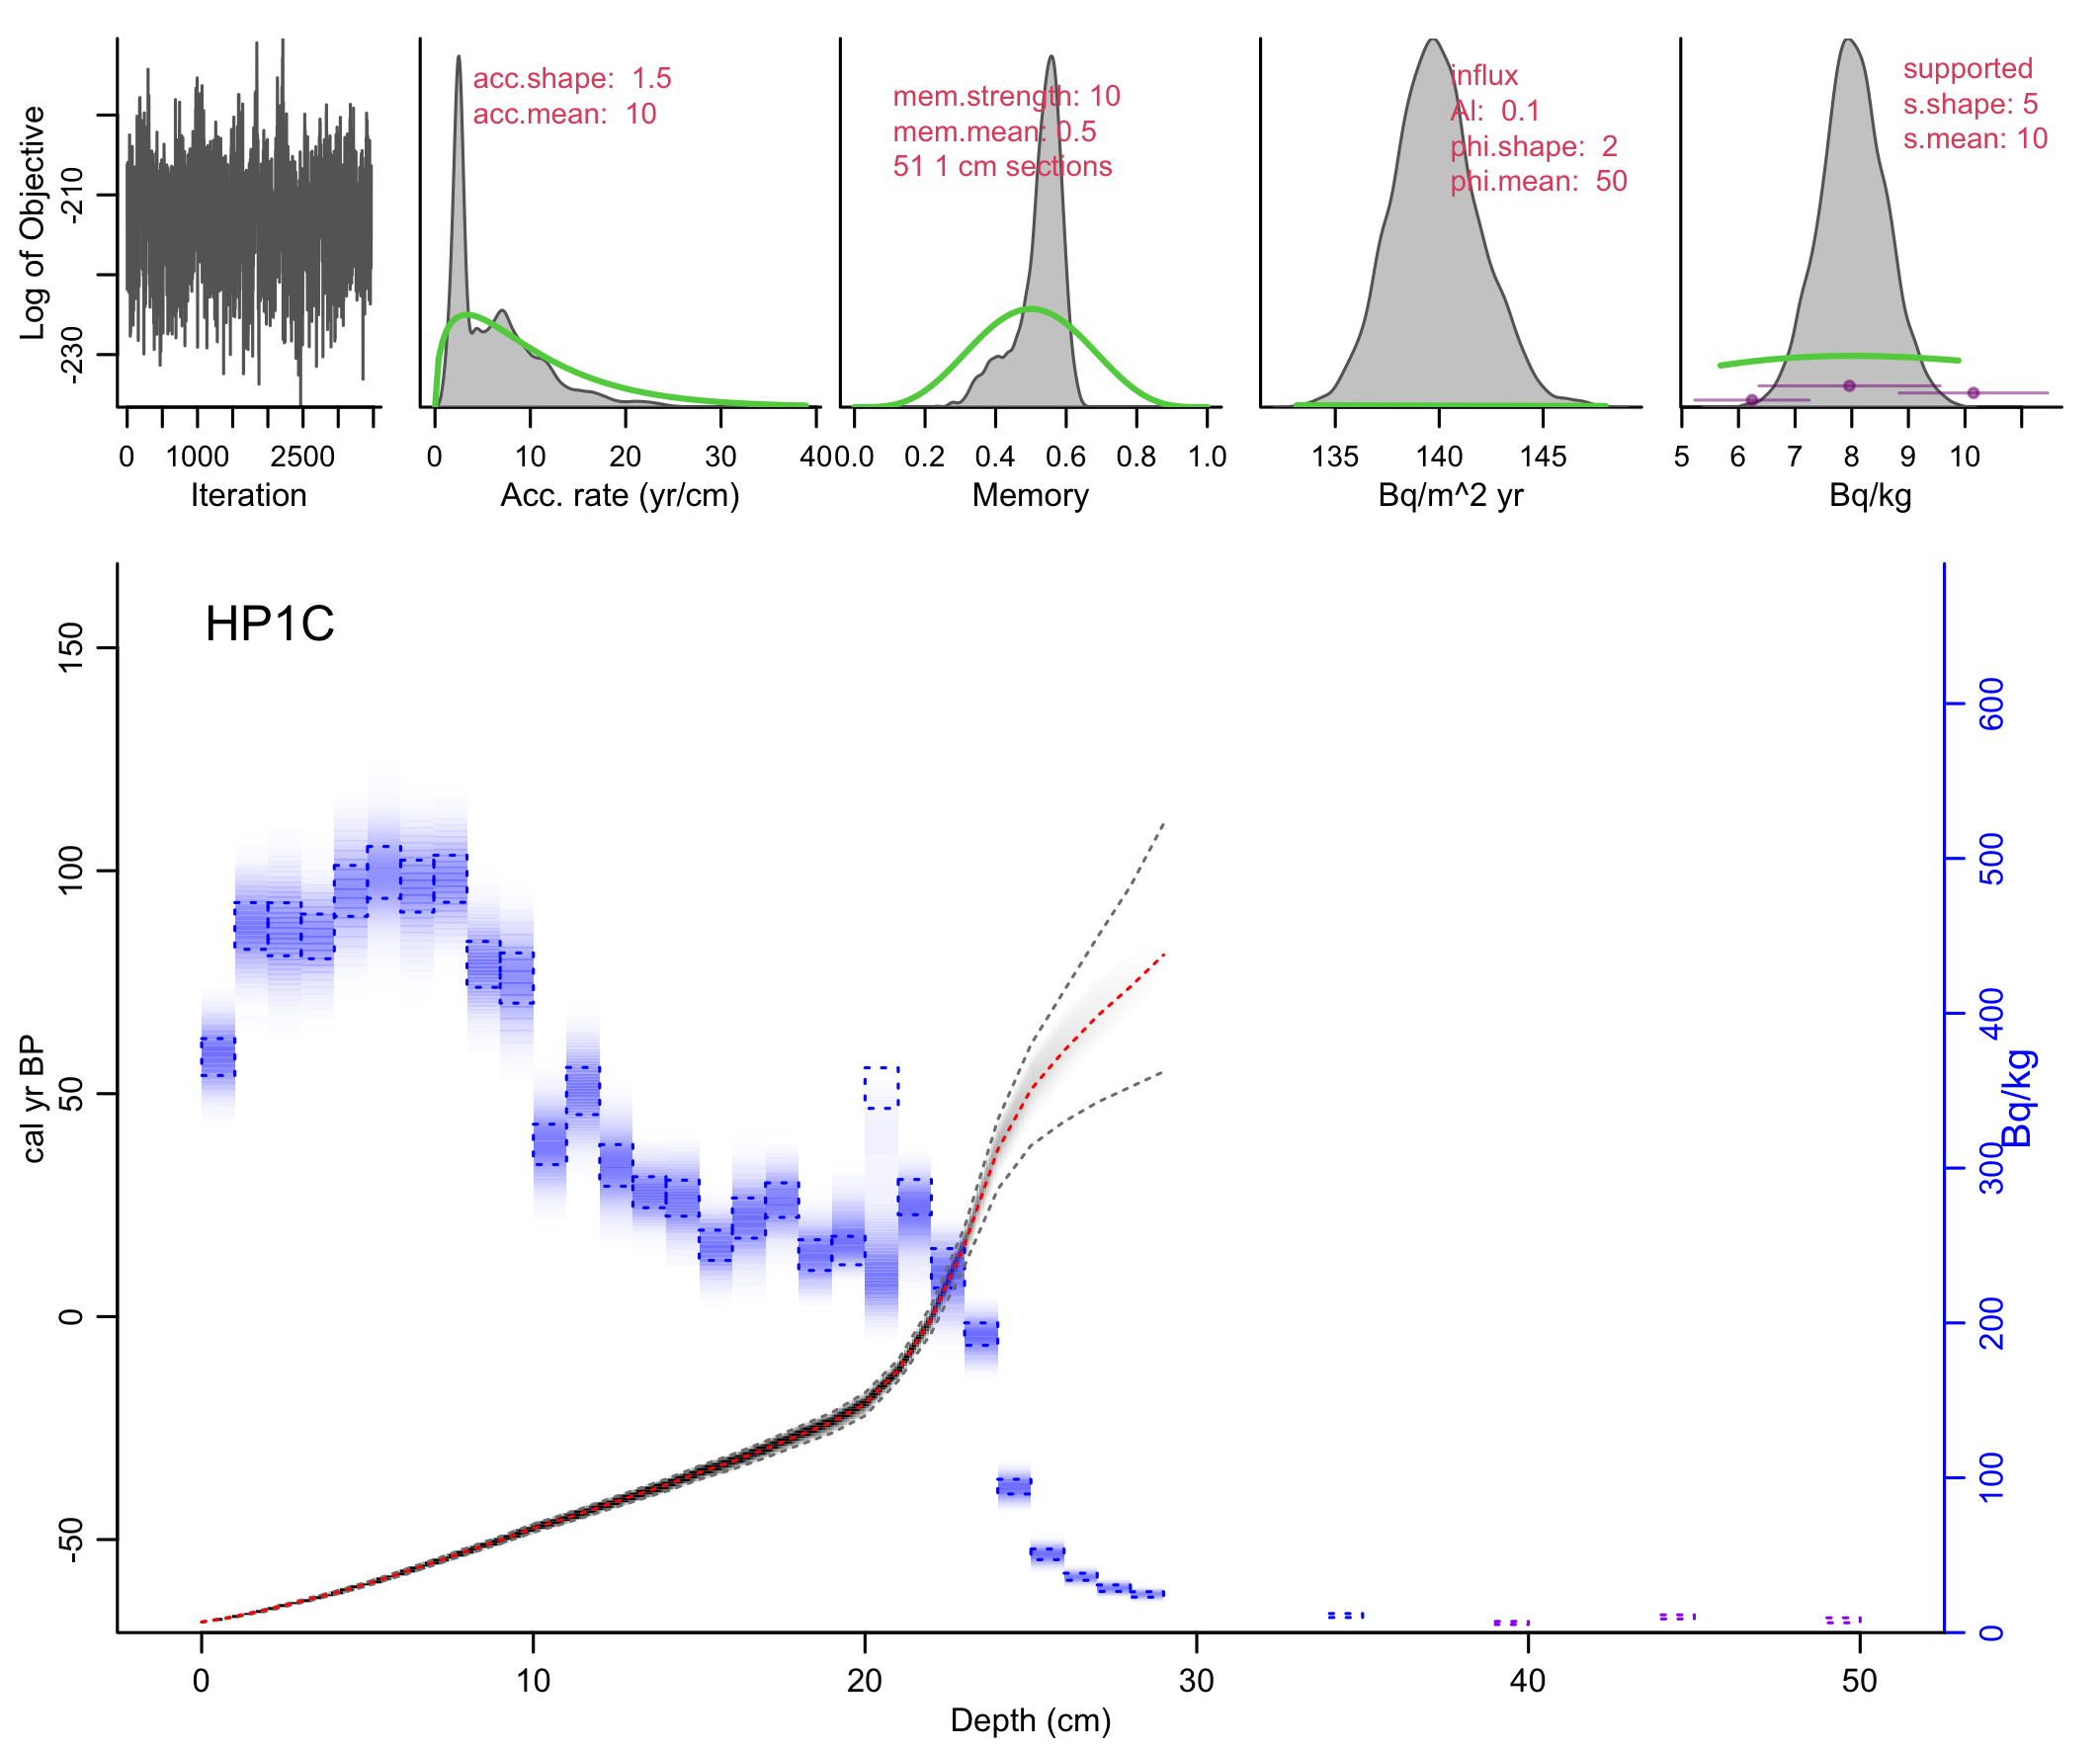 Log of Objective
-230
-210
0
1000
2500
Iteration
acc.shape: 1.5
acc.mean: 10
0
10
20
30
40
Acc. rate (yr/cm)
mem.strength: 10
mem.mean: 0.5
51 1 cm sections
0.0
0.2
0.4
0.6
0.8
1.0
Memory
influx
Al: 0.1
phi.shape: 2
phi.mean: 50
135
140
145
Bq/m^2 yr
supported
s.shape: 5
s.mean: 10
5
6
7
8
9
10
Bq/kg
HP1C
cal yr BP
150
100
50
0
-50
600
500
400
300
200
100
0
Bq/kg
0
10
20
30
40
50
Depth (cm)